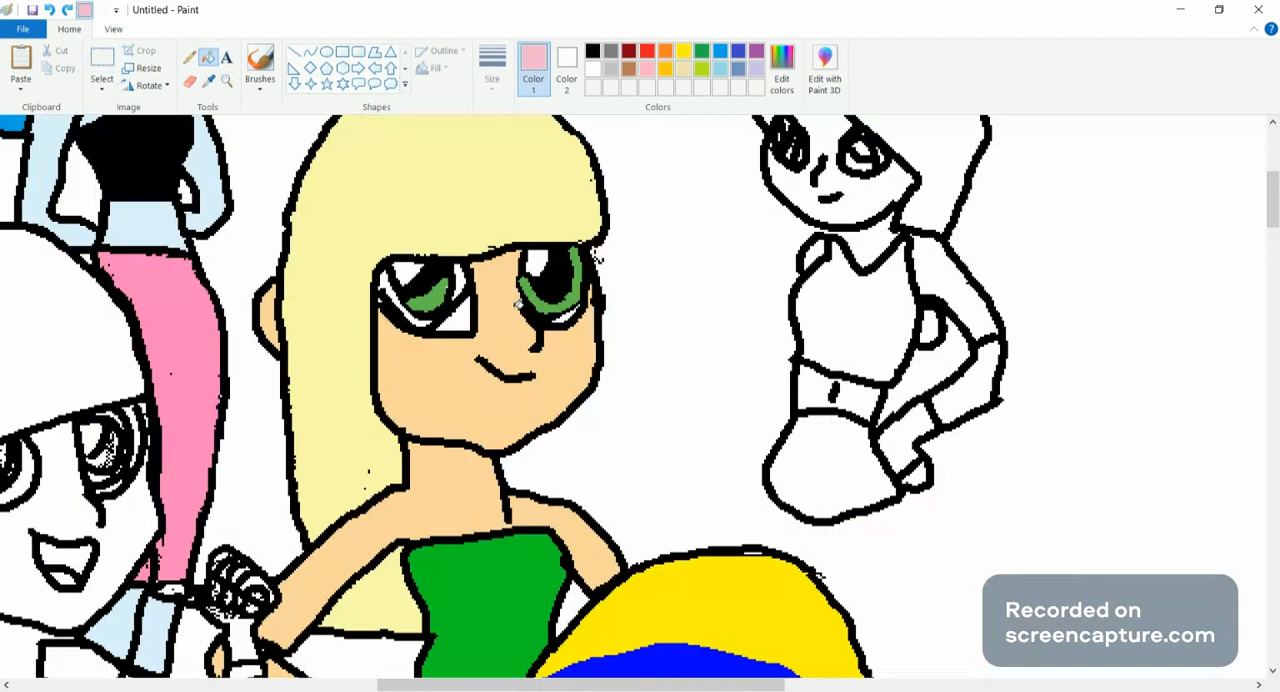 Untitled - Paint
File Home View
Paste
Cut
Copy
Clipboard
Select
Crop
Resize
Rotate
Image
A
Tools
Brushes
Outline
Fill
Shapes
Size
Color
1
Color
2
Edit
colors
Edit with
Paint 3D
Colors
Recorded on
screencapture.com